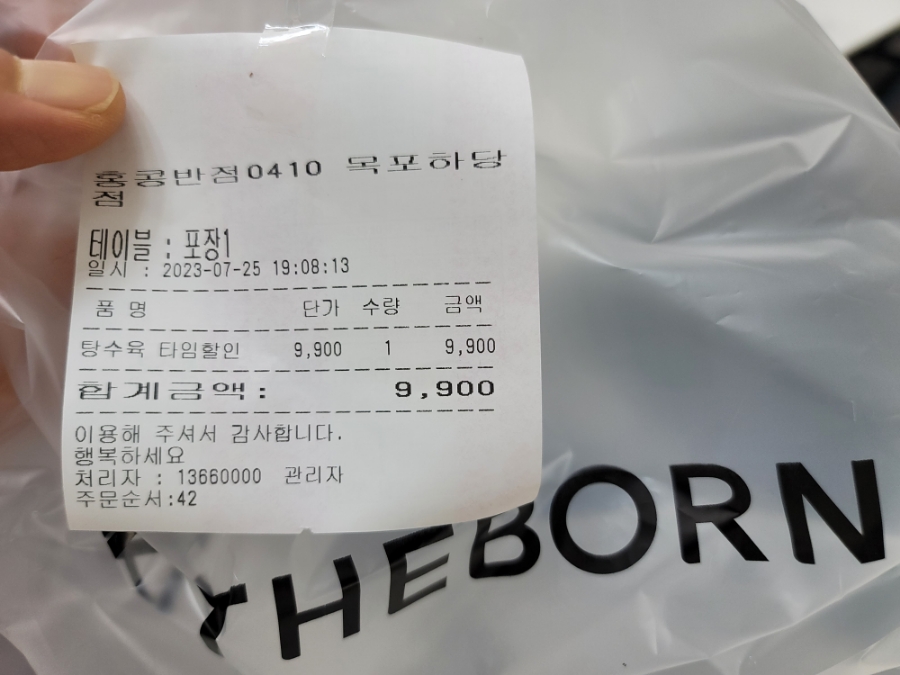 홍콩반점0410 목포하당
점
테이블 : 포장1
일시 : 2023-07-25 19:08:13
품 명 단가 수량 금액
탕수육 타임할인 9,900 1 9,900
합계금액: 9,900
이용해 주셔서 감사합니다.
행복하세요
처리자 : 13660000 관리자
주문순서:42
THEBORN